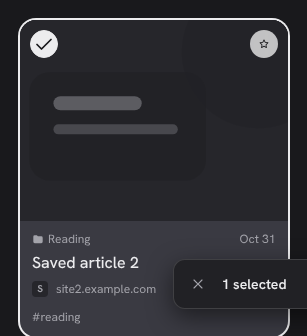 Reading
Oct 31
Saved article 2
S
site2.example.com
1 selected
#reading